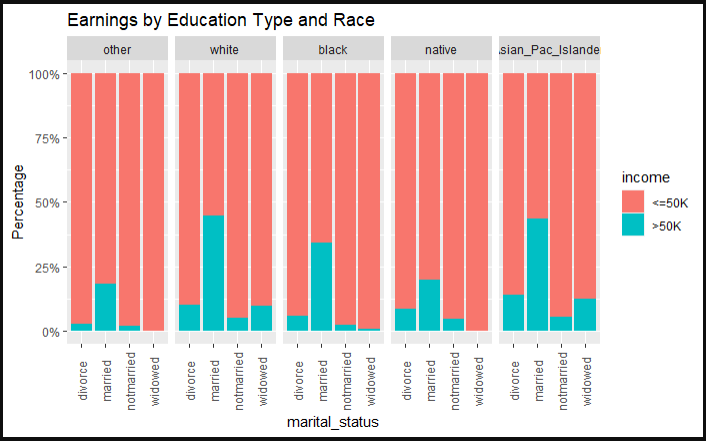 Earnings by Education Type and Race
other white black native Asian_Pac_Islande
100%
75%
50%
25%
0%
Percentage
divorce married notmarried widowed divorce married notmarried widowed divorce married notmarried widowed divorce married notmarried widowed divorce married notmarried widowed
marital_status
income
<=50K
>50K